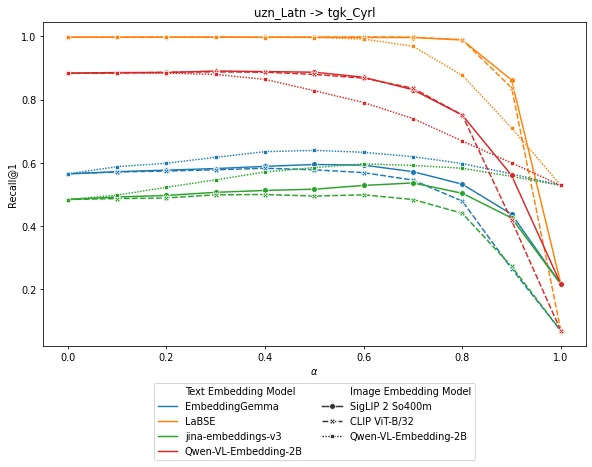 uzn_Latn -> tgk_Cyrl
Recall@1
1.0
0.8
0.6
0.4
0.2
0.0 0.2 0.4 0.6 0.8 1.0
α
Text Embedding Model
EmbeddingGemma
LaBSE
jina-embeddings-v3
Qwen-VL-Embedding-2B
Image Embedding Model
SigLIP 2 So400m
CLIP ViT-B/32
Qwen-VL-Embedding-2B